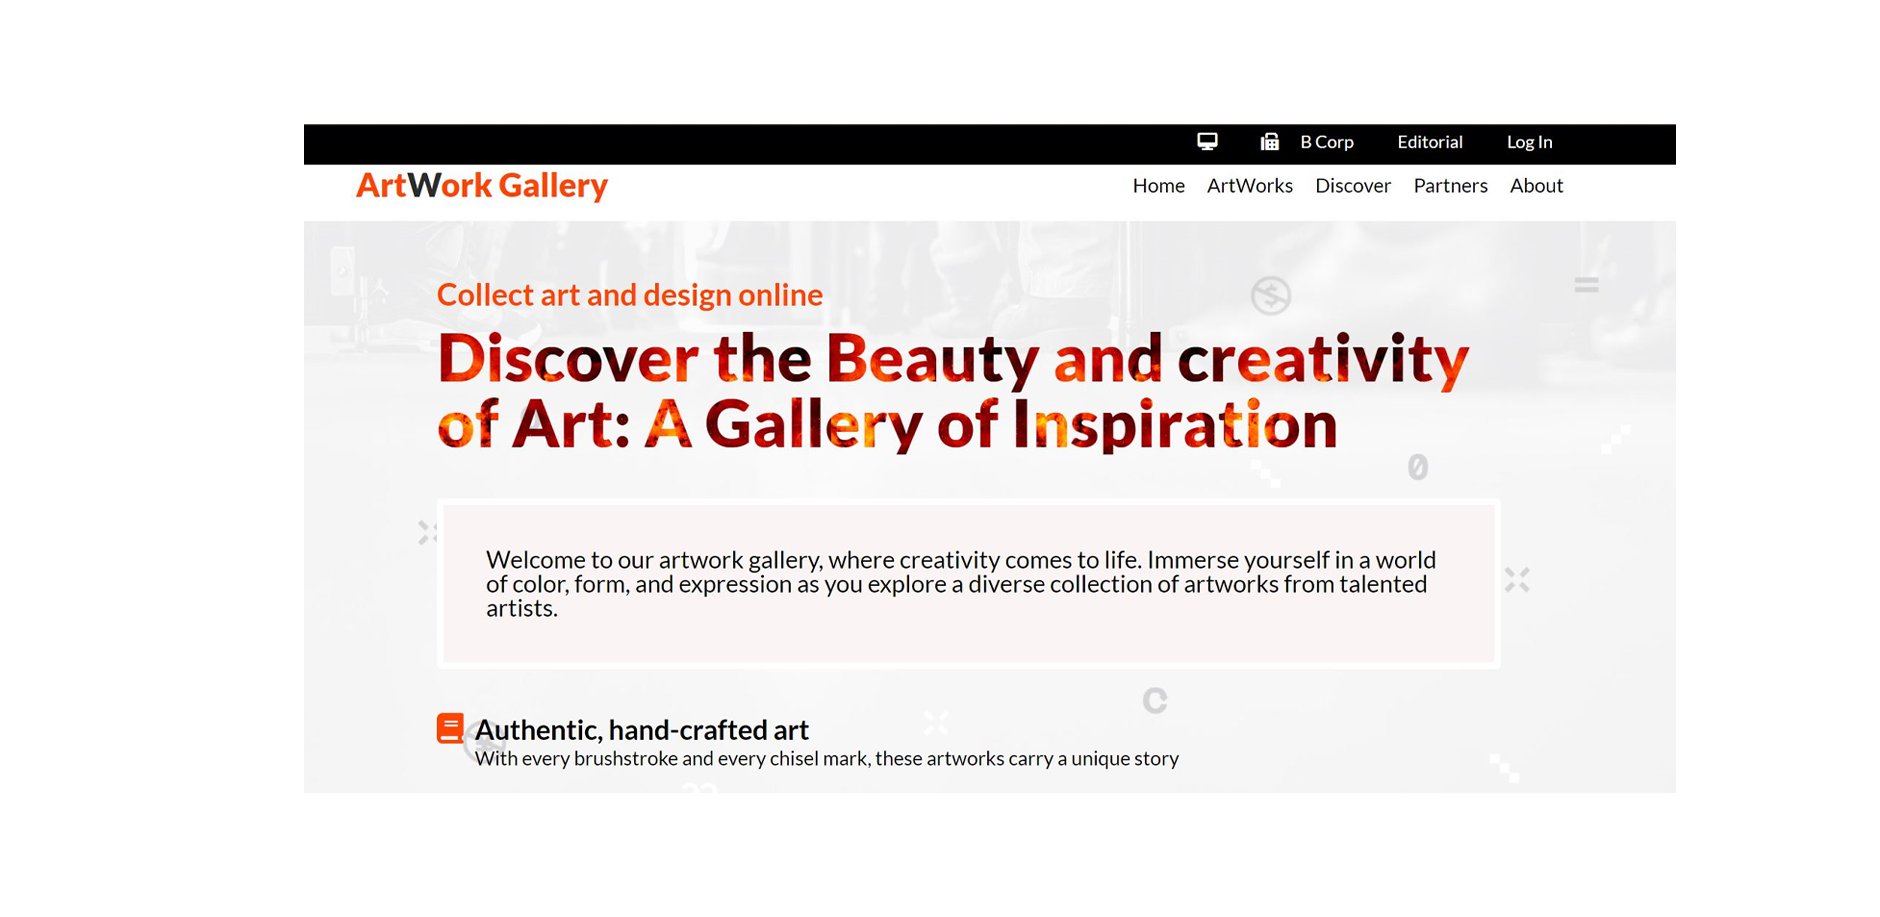 B Corp Editorial Log In
ArtWork Gallery
Home ArtWorks Discover Partners About
Collect art and design online
Discover the Beauty and creativity
of Art: A Gallery of Inspiration
0
Welcome to our artwork gallery, where creativity comes to life. Immerse yourself in a world
of color, form, and expression as you explore a diverse collection of artworks from talented
artists.
C
Authentic, hand-crafted art
With every brushstroke and every chisel mark, these artworks carry a unique story